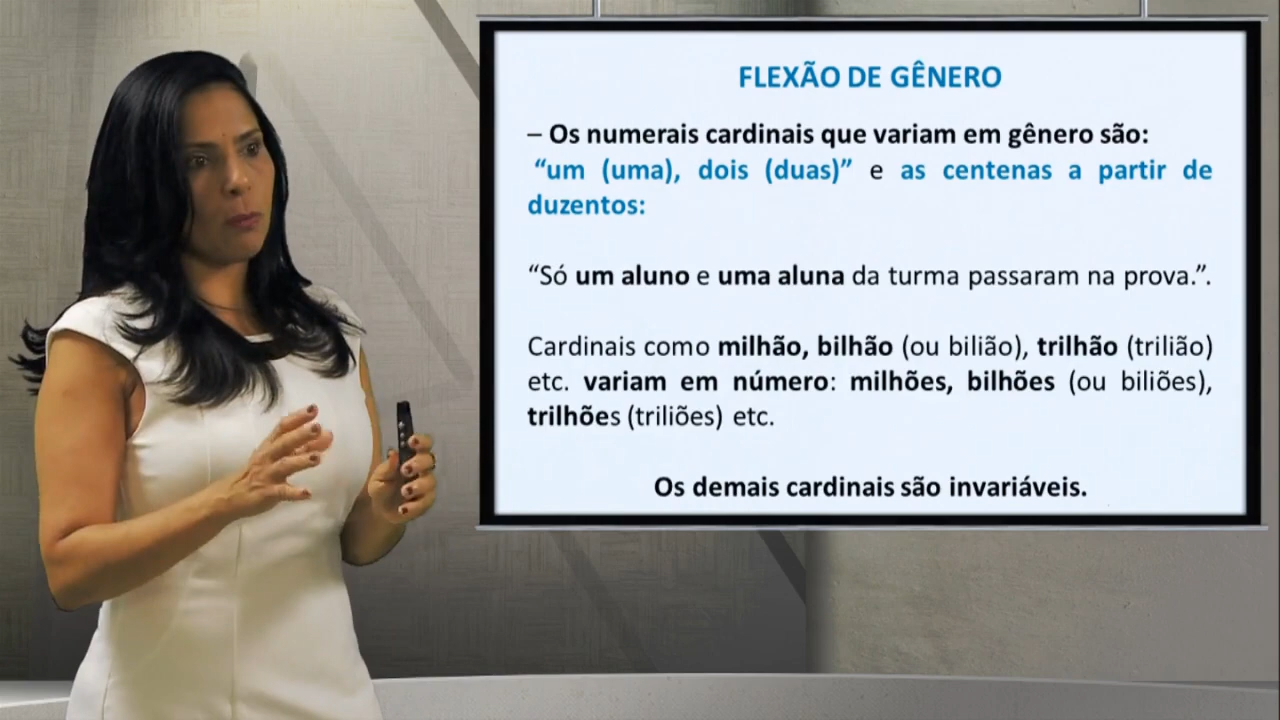 FLEXÃO DE GÊNERO
– Os numerais cardinais que variam em gênero são:
“um (uma), dois (duas)” e as centenas a partir de
duzentos:
“Só um aluno e uma aluna da turma passaram na prova.”.
Cardinais como milhão, bilhão (ou bilião), trilhão (trilião)
etc. variam em número: milhões, bilhões (ou biliões),
trilhões (triliões) etc.
Os demais cardinais são invariáveis.